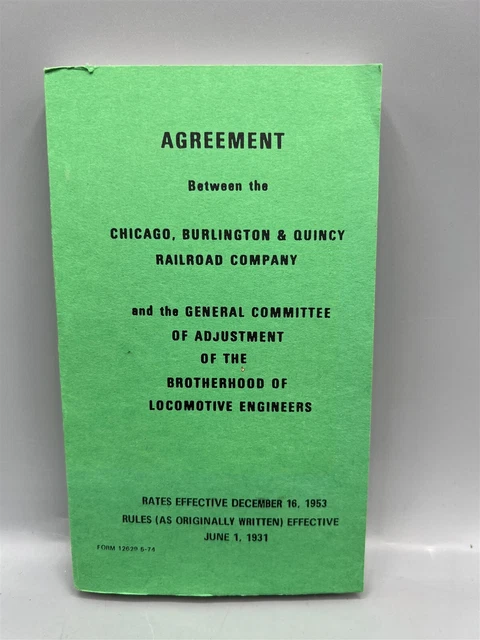 AGREEMENT
Between the
CHICAGO, BURLINGTON & QUINCY
RAILROAD COMPANY
and the GENERAL COMMITTEE
OF ADJUSTMENT
OF THE
BROTHERHOOD OF
LOCOMOTIVE ENGINEERS
RATES EFFECTIVE DECEMBER 16, 1953
RULES (AS ORIGINALLY WRITTEN) EFFECTIVE
JUNE 1, 1931
FORM 12629 6-74